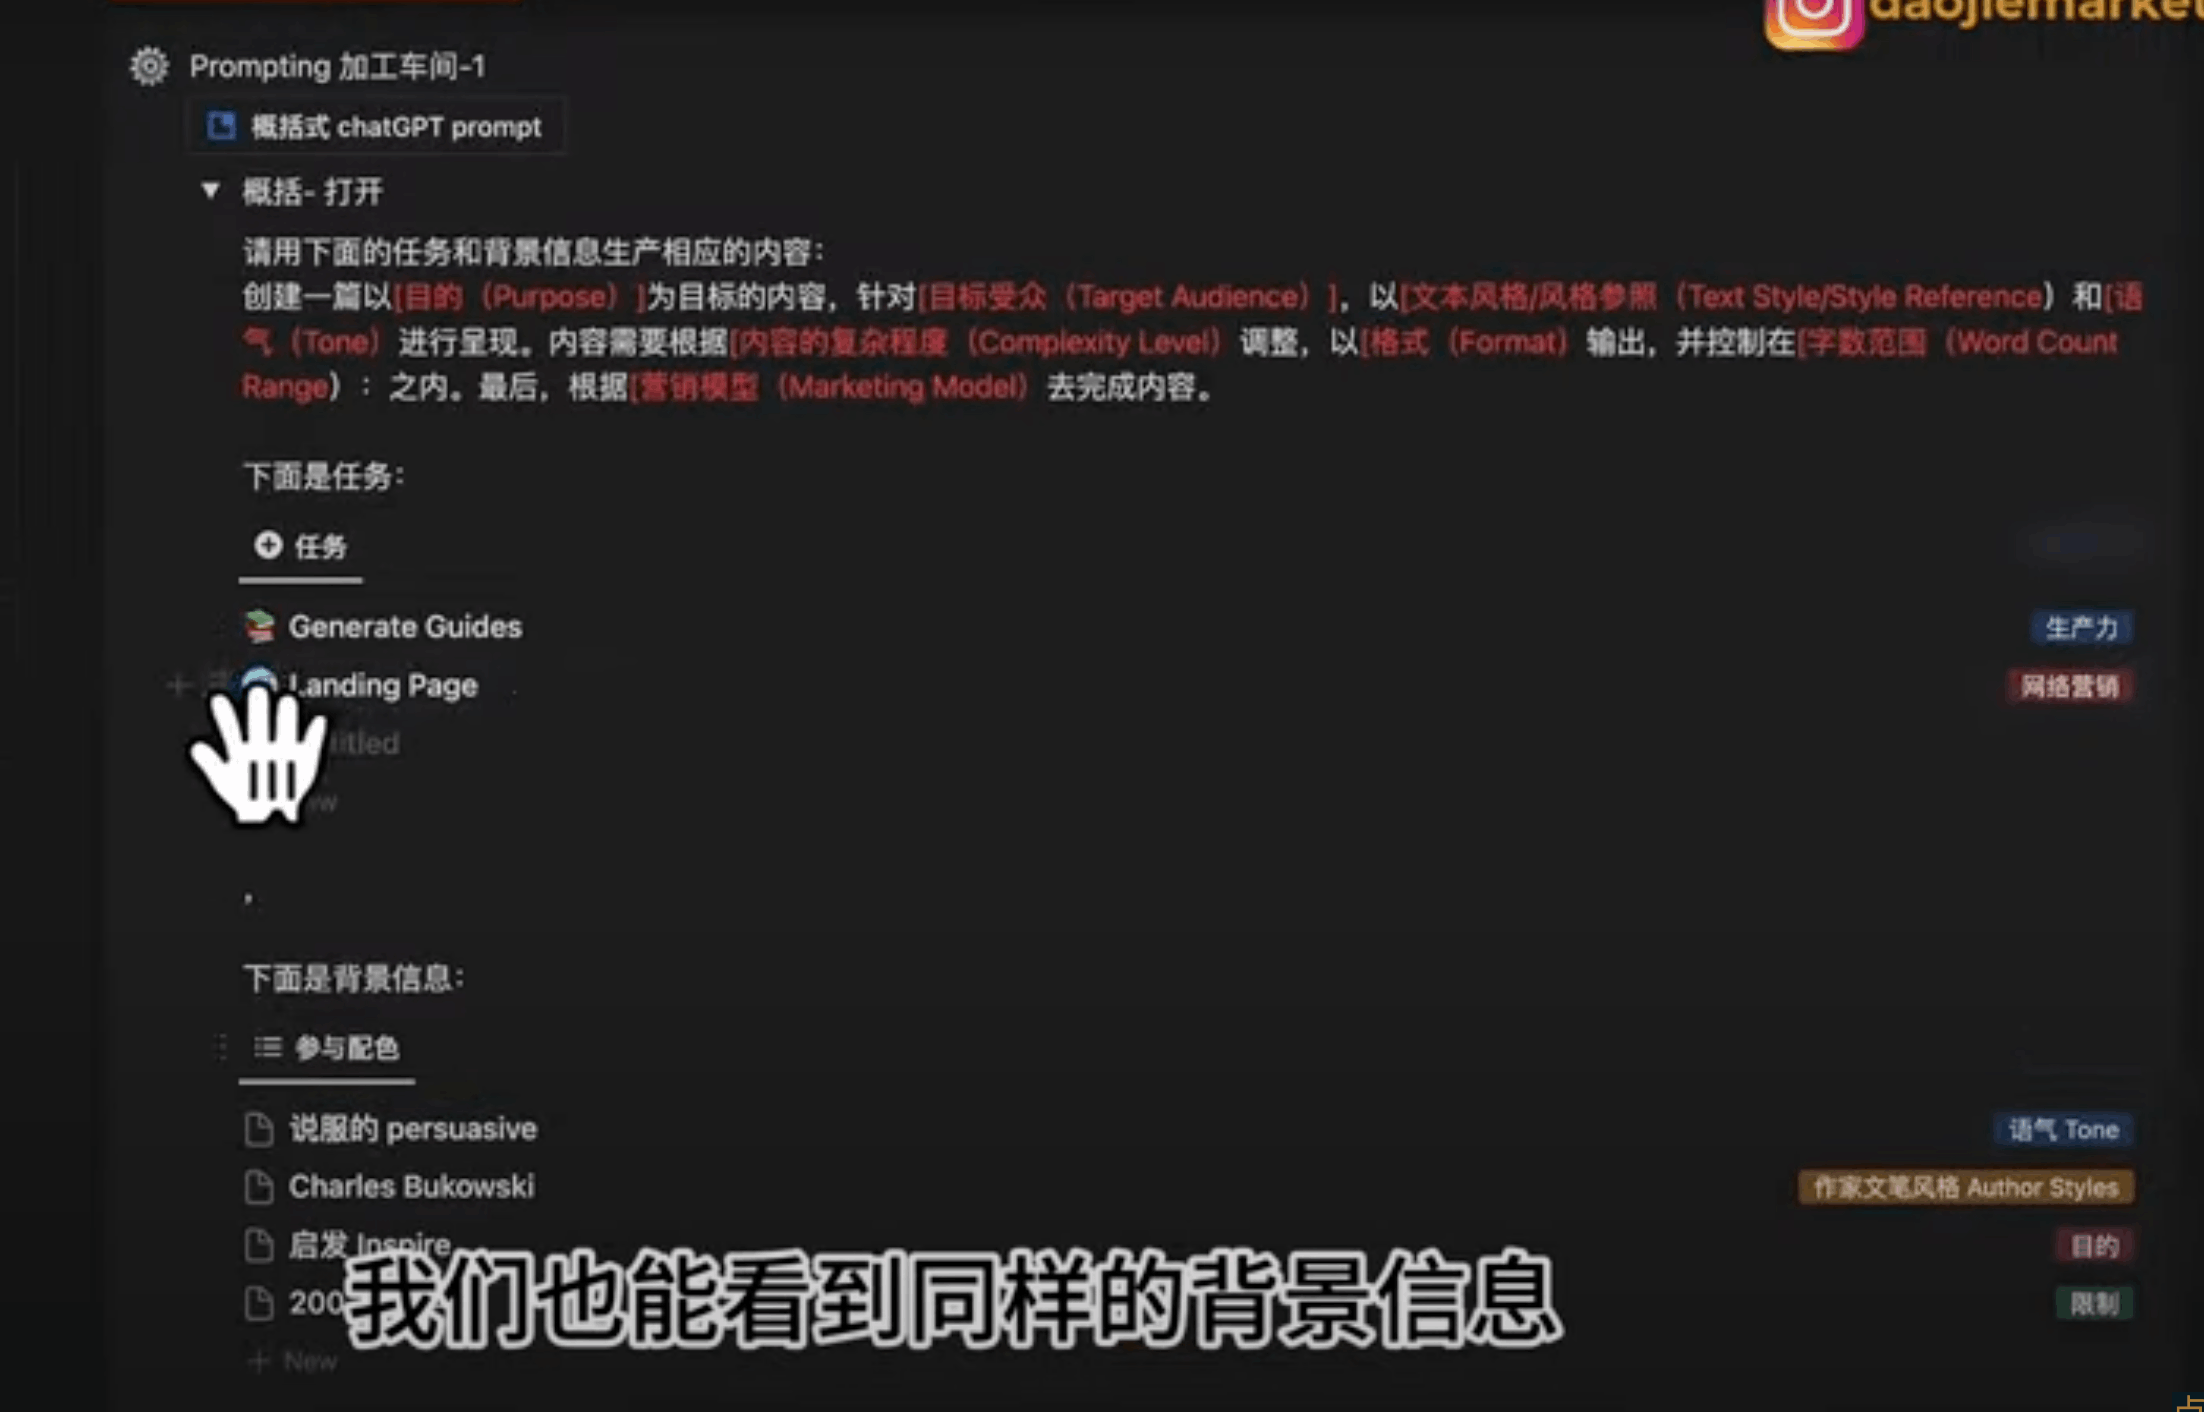 daojiemarket
Prompting 加工车间-1
概括式 chatGPT prompt
概括- 打开
请用下面的任务和背景信息生产相应的内容：
创建一篇以[目的（Purpose）]为目标的内容，针对[目标受众（Target Audience）]，以[文本风格/风格参照（Text Style/Style Reference）和[语
气（Tone）进行呈现。内容需要根据[内容的复杂程度（Complexity Level）调整，以[格式（Format）输出，并控制在[字数范围（Word Count
Range）：之内。最后，根据[营销模型（Marketing Model）去完成内容。
下面是任务：
任务
Generate Guides 生产力
Landing Page 网络营销
,
下面是背景信息：
参与配色
说服的 persuasive 语气 Tone
Charles Bukowski 作家文笔风格 Author Styles
启发 Inspire 目的
200 限制
我们也能看到同样的背景信息
+ New